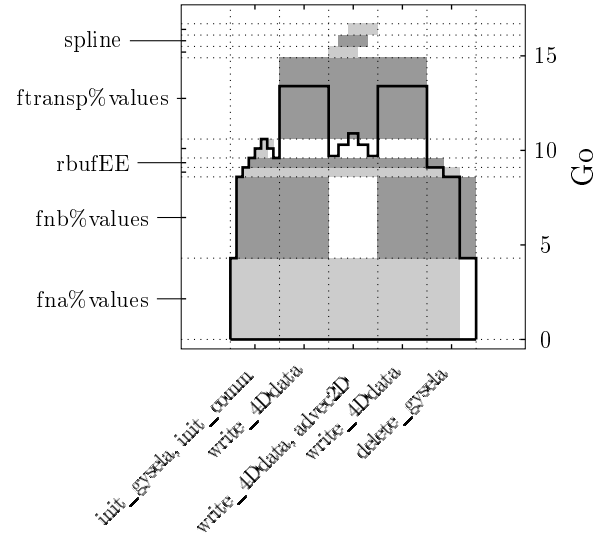 spline
15
ftransp%values
10
rbufEE
Go
fnb%values
5
fna%values
0
init_gysela, init_comm
write_4Ddata
write_4Ddata, advec2D
write_4Ddata
delete_gysela